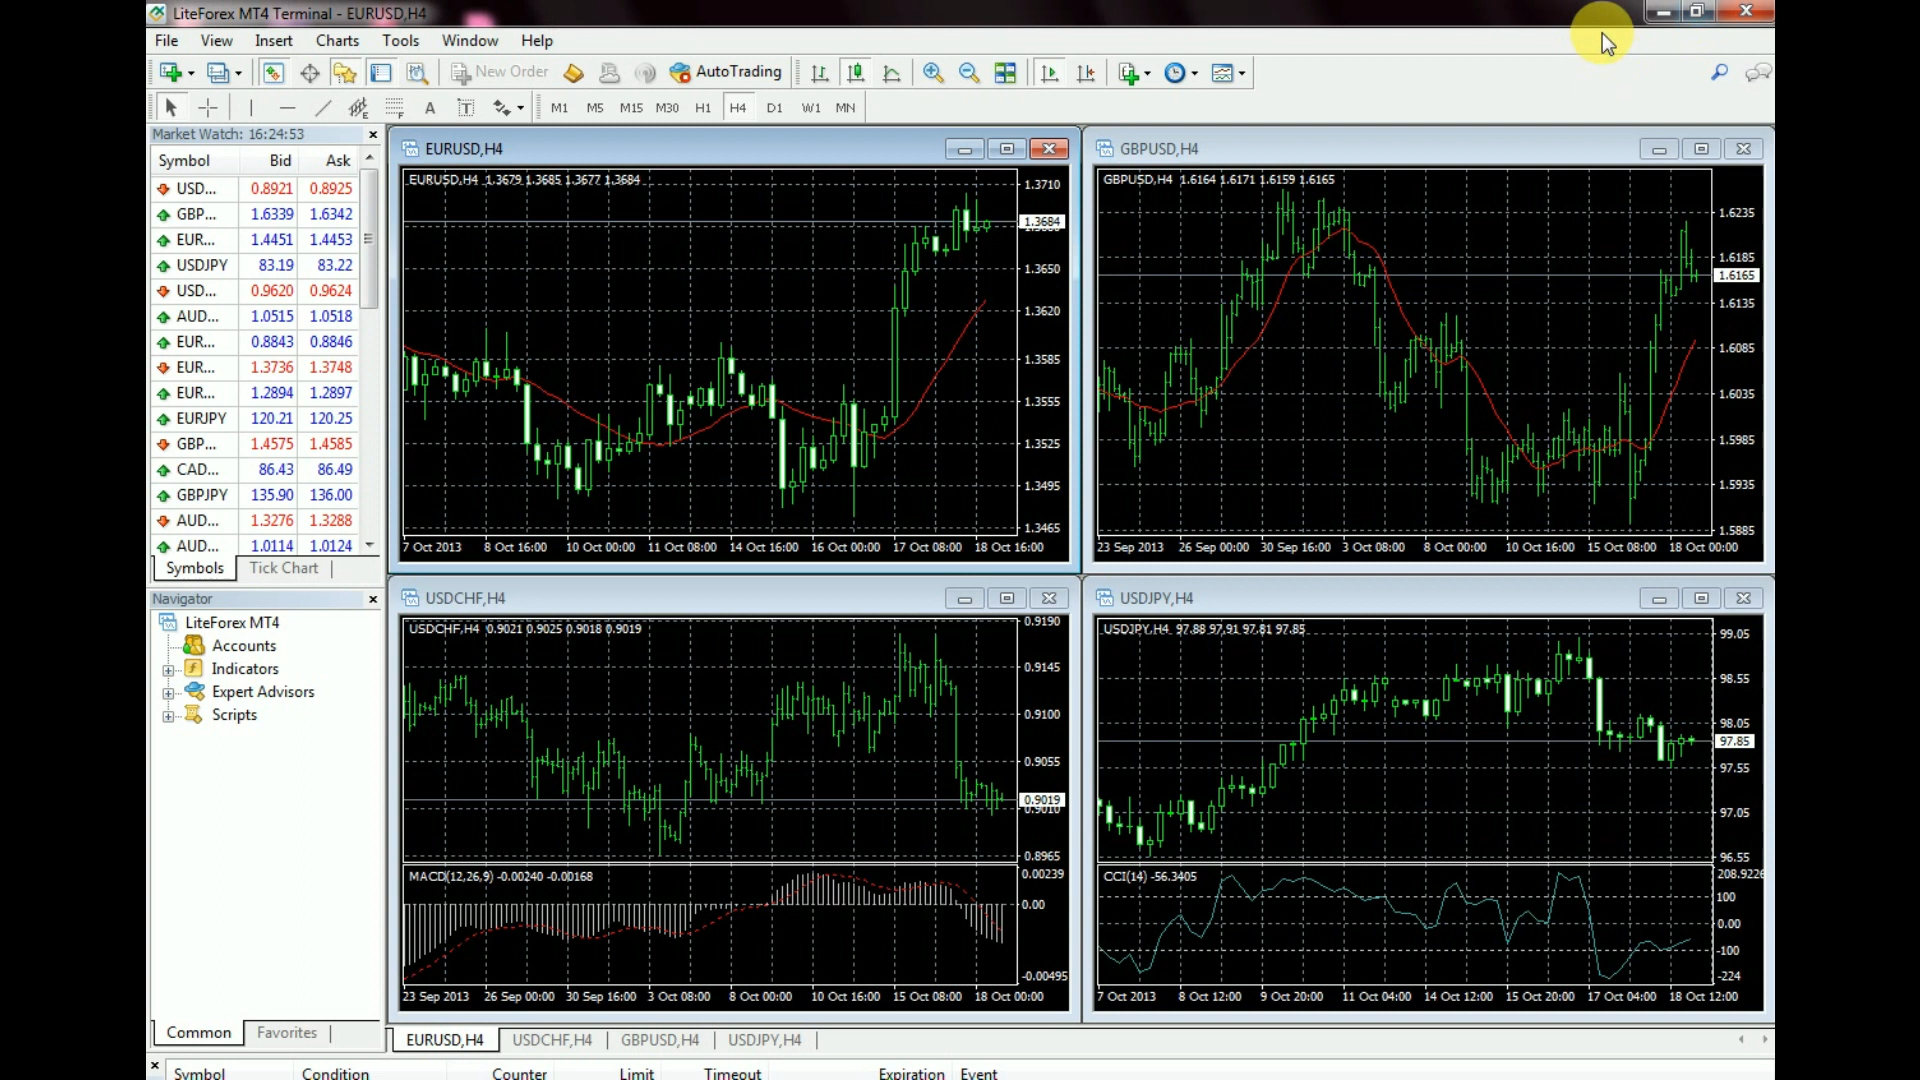 LiteForex MT4 Terminal - EURUSD,H4
File View Insert Charts Tools Window Help
New Order AutoTrading
A T M1 M5 M15 M30 H1 H4 D1 W1 MN
Market Watch: 16:24:53
Symbol Bid Ask
USD... 0.8921 0.8925
GBP... 1.6339 1.6342
EUR... 1.4451 1.4453
USDJPY 83.19 83.22
USD... 0.9620 0.9624
AUD... 1.0515 1.0518
EUR... 0.8843 0.8846
EUR... 1.3736 1.3748
EUR... 1.2894 1.2897
EURJPY 120.21 120.25
GBP... 1.4575 1.4585
CAD... 86.43 86.49
GBPJPY 135.90 136.00
AUD... 1.3276 1.3288
AUD... 1.0114 1.0124
Symbols Tick Chart
Navigator
LiteForex MT4
Accounts
Indicators
Expert Advisors
Scripts
Common Favorites
EURUSD,H4
EURUSD,H4 1.3679 1.3685 1.3677 1.3684
1.3710
1.3684
1.3650
1.3620
1.3585
1.3555
1.3525
1.3495
1.3465
7 Oct 2013 8 Oct 16:00 10 Oct 00:00 11 Oct 08:00 14 Oct 16:00 16 Oct 00:00 17 Oct 08:00 18 Oct 16:00
GBPUSD,H4
GBPUSD,H4 1.6164 1.6171 1.6159 1.6165
1.6235
1.6185
1.6165
1.6135
1.6085
1.6035
1.5985
1.5935
1.5885
23 Sep 2013 26 Sep 00:00 30 Sep 16:00 3 Oct 08:00 8 Oct 00:00 10 Oct 16:00 15 Oct 08:00 18 Oct 00:00
USDCHF,H4
USDCHF,H4 0.9021 0.9025 0.9018 0.9019
0.9190
0.9145
0.9100
0.9055
0.9019
0.9010
0.8965
MACD(12,26,9) -0.00240 -0.00168
0.00239
0.00
-0.00495
23 Sep 2013 26 Sep 00:00 30 Sep 16:00 3 Oct 08:00 8 Oct 00:00 10 Oct 16:00 15 Oct 08:00 18 Oct 00:00
USDJPY,H4
USDJPY,H4 97.88 97.91 97.81 97.85
99.05
98.55
98.05
97.85
97.55
97.05
96.55
CCI(14) -56.3405
208.9226
100
0.00
-100
-224
7 Oct 2013 8 Oct 12:00 9 Oct 20:00 11 Oct 04:00 14 Oct 12:00 15 Oct 20:00 17 Oct 04:00 18 Oct 12:00
EURUSD,H4 USDCHF,H4 GBPUSD,H4 USDJPY,H4
Symbol Condition Counter Limit Timeout Expiration Event